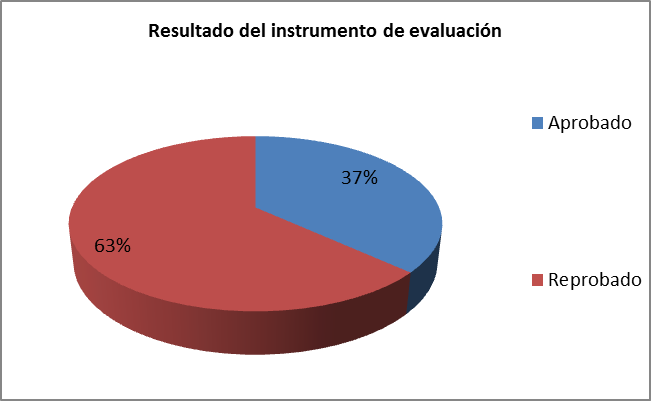 Resultado del instrumento de evaluación
Aprobado
37%
63%
Reprobado